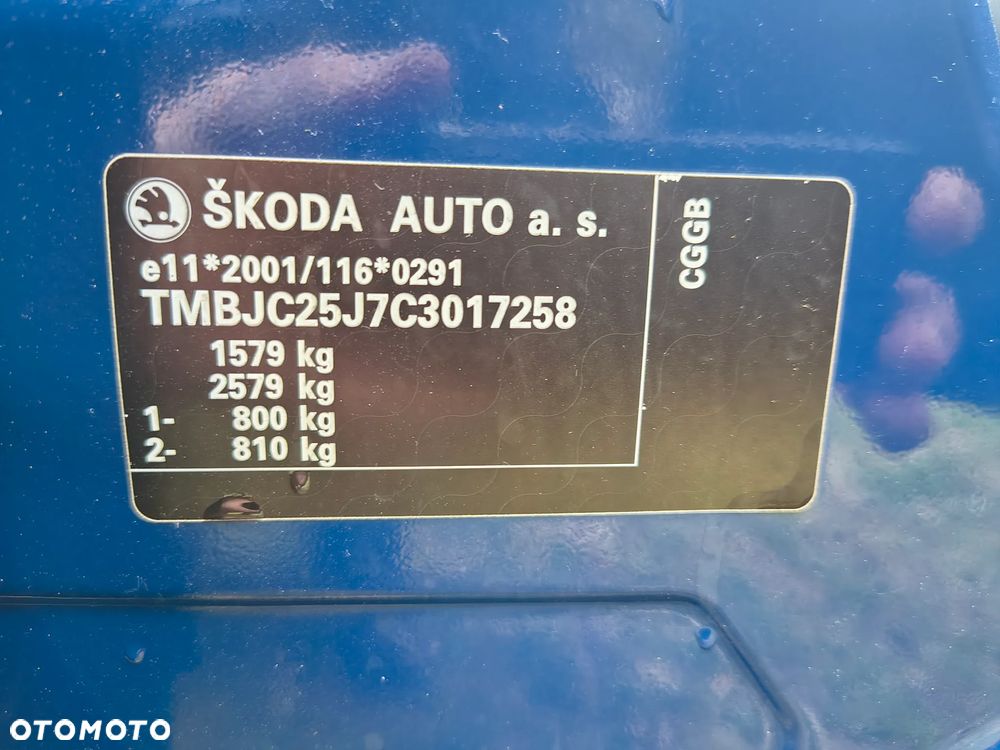 ŠKODA AUTO a. s.
e11*2001/116*0291
TMBJC25J7C3017258
1579 kg
2579 kg
1- 800 kg
2- 810 kg
CGGB
OTOMOTO